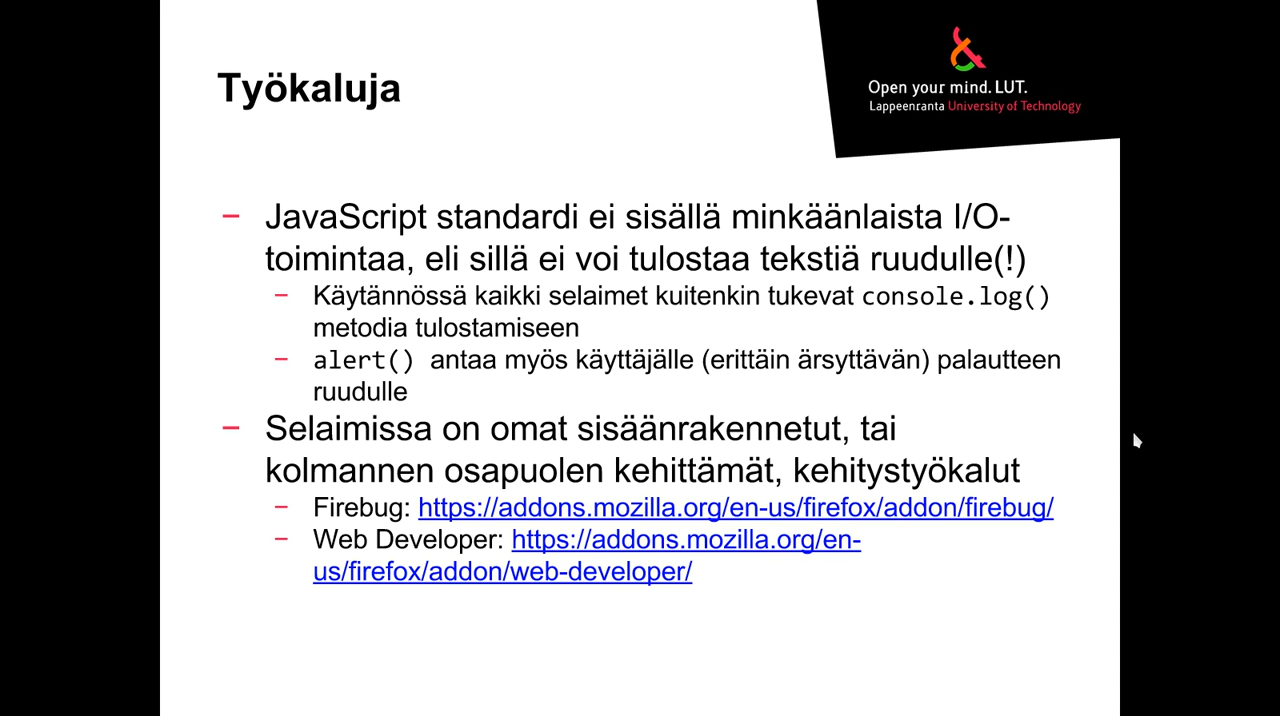 Työkaluja
Open your mind. LUT.
Lappeenranta University of Technology
– JavaScript standardi ei sisällä minkäänlaista I/O-
toimintaa, eli sillä ei voi tulostaa tekstiä ruudulle(!)
– Käytännössä kaikki selaimet kuitenkin tukevat console.log()
metodia tulostamiseen
– alert() antaa myös käyttäjälle (erittäin ärsyttävän) palautteen
ruudulle
– Selaimissa on omat sisäänrakennetut, tai
kolmannen osapuolen kehittämät, kehitystyökalut
– Firebug: https://addons.mozilla.org/en-us/firefox/addon/firebug/
– Web Developer: https://addons.mozilla.org/en-
us/firefox/addon/web-developer/